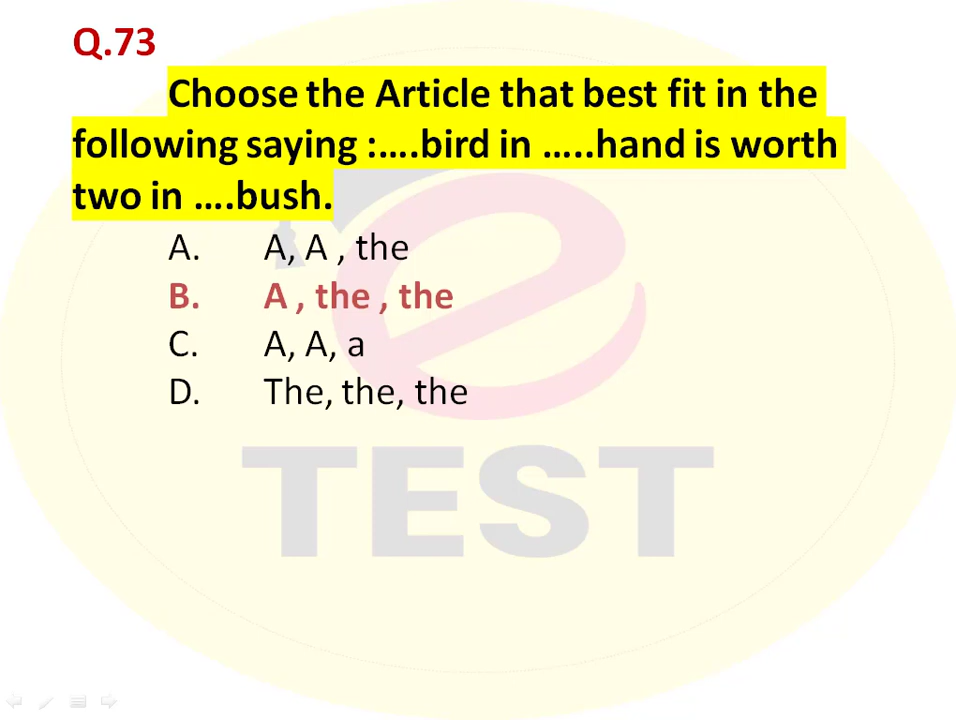 Q.73
Choose the Article that best fit in the
following saying :....bird in .....hand is worth
two in ....bush.
A. A, A , the
B. A , the , the
C. A, A, a
D. The, the, the
e
TEST